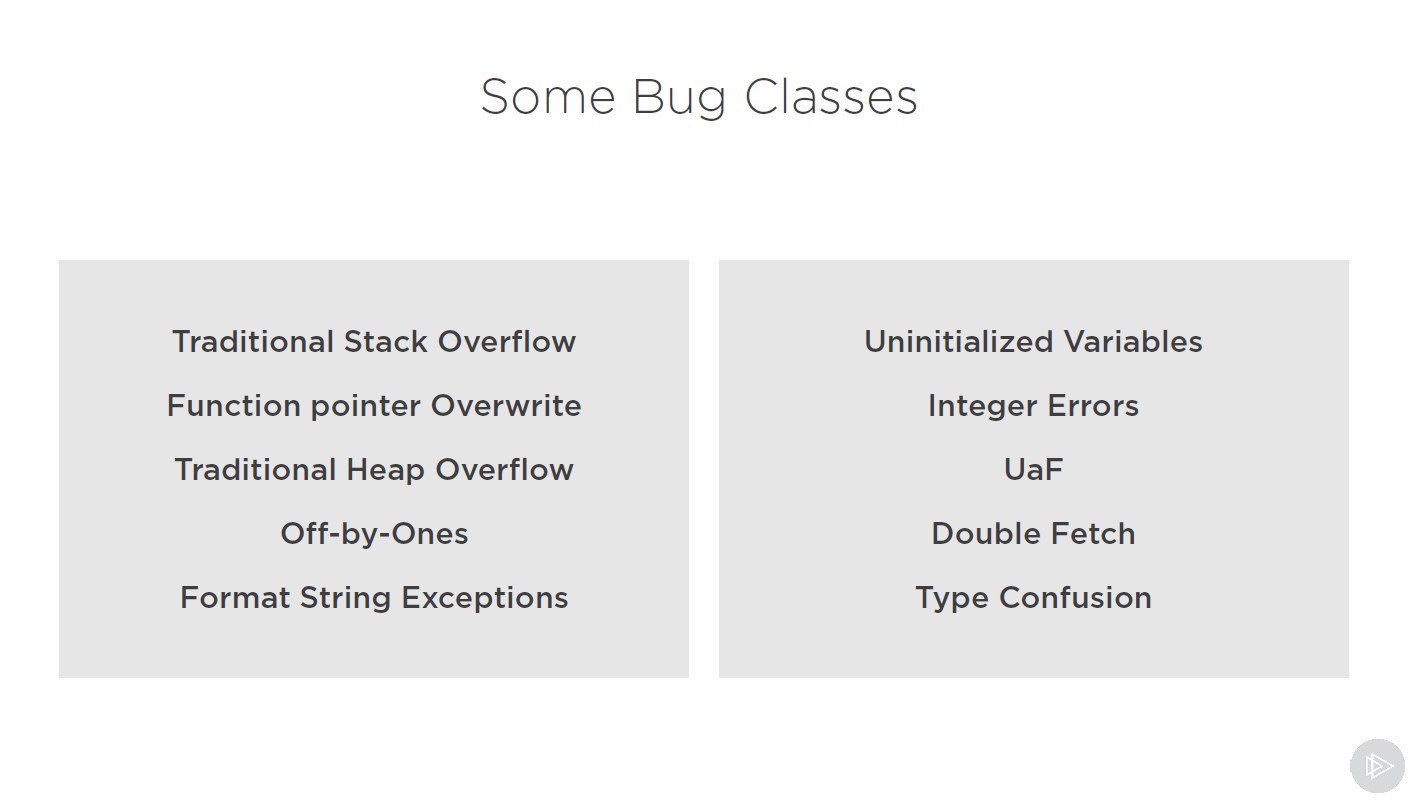 Some Bug Classes
Traditional Stack Overflow
Function pointer Overwrite
Traditional Heap Overflow
Off-by-Ones
Format String Exceptions
Uninitialized Variables
Integer Errors
UaF
Double Fetch
Type Confusion